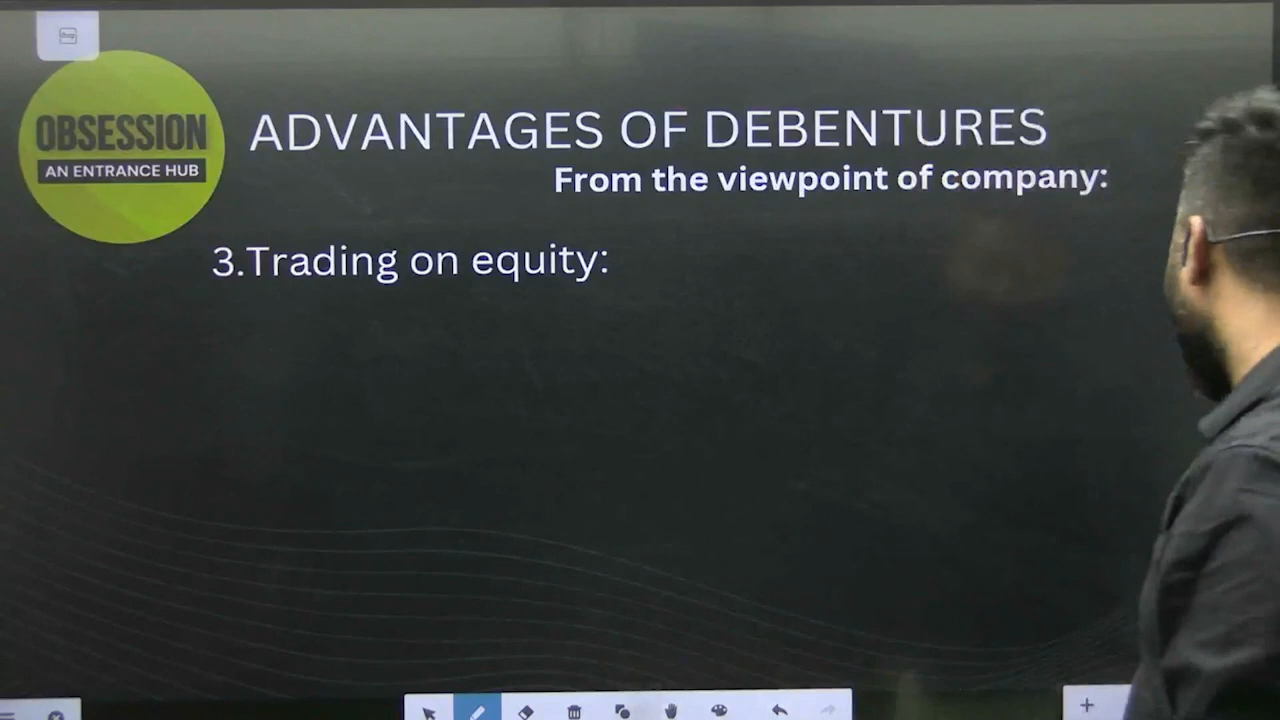 OBSESSION
AN ENTRANCE HUB
ADVANTAGES OF DEBENTURES
From the viewpoint of company:
3.Trading on equity: